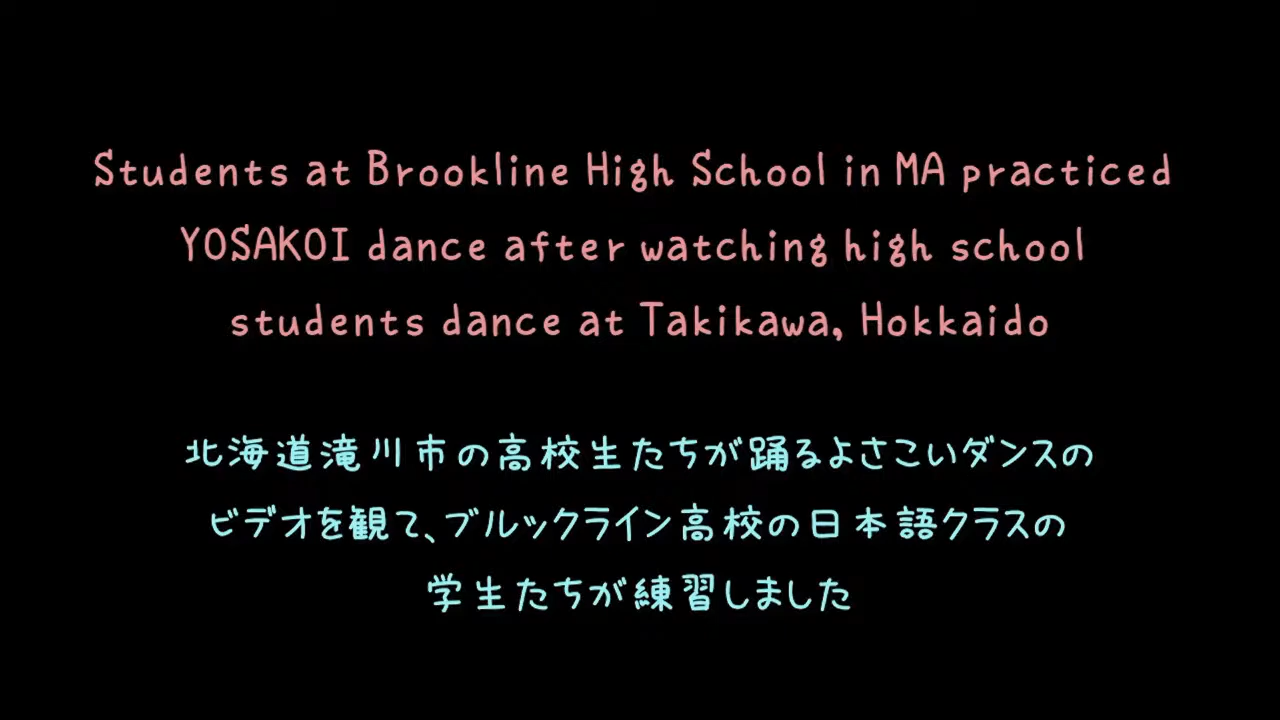 Students at Brookline High School in MA practiced
YOSAKOI dance after watching high school
students dance at Takikawa, Hokkaido
北海道滝川市の高校生たちが踊るよさこいダンスの
ビデオを観て、ブルックライン高校の日本語クラスの
学生たちが練習しました